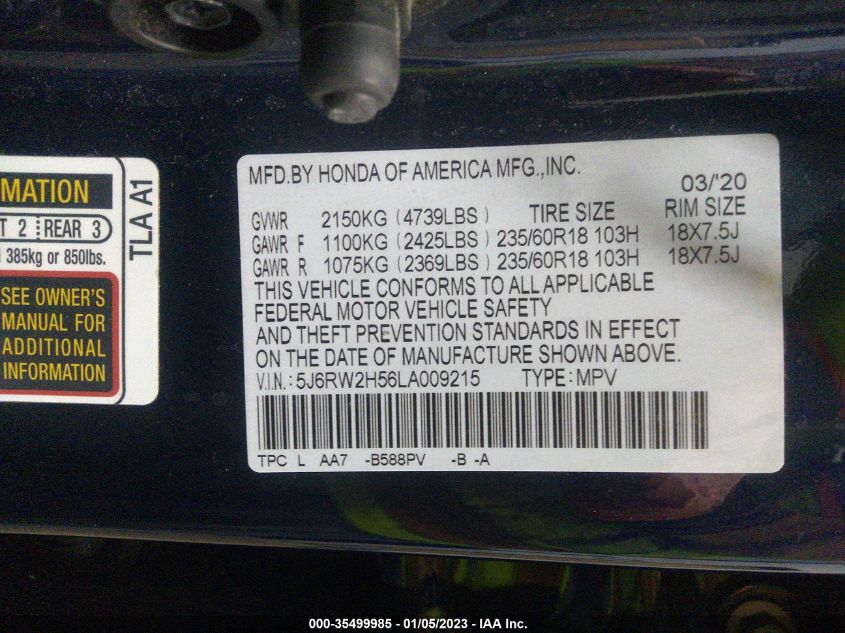 MATION
T 2 REAR 3
385kg or 850lbs.
SEE OWNER'S
MANUAL FOR
ADDITIONAL
INFORMATION
TLA A1
MFD.BY HONDA OF AMERICA MFG.,INC.
03/'20
GVWR 2150KG (4739LBS) TIRE SIZE RIM SIZE
GAWR F 1100KG (2425LBS) 235/60R18 103H 18X7.5J
GAWR R 1075KG (2369LBS) 235/60R18 103H 18X7.5J
THIS VEHICLE CONFORMS TO ALL APPLICABLE
FEDERAL MOTOR VEHICLE SAFETY
AND THEFT PREVENTION STANDARDS IN EFFECT
ON THE DATE OF MANUFACTURE SHOWN ABOVE.
V.I.N.: 5J6RW2H56LA009215 TYPE:MPV
TPC L AA7 -B588PV -B -A
000-35499985 - 01/05/2023 - IAA Inc.